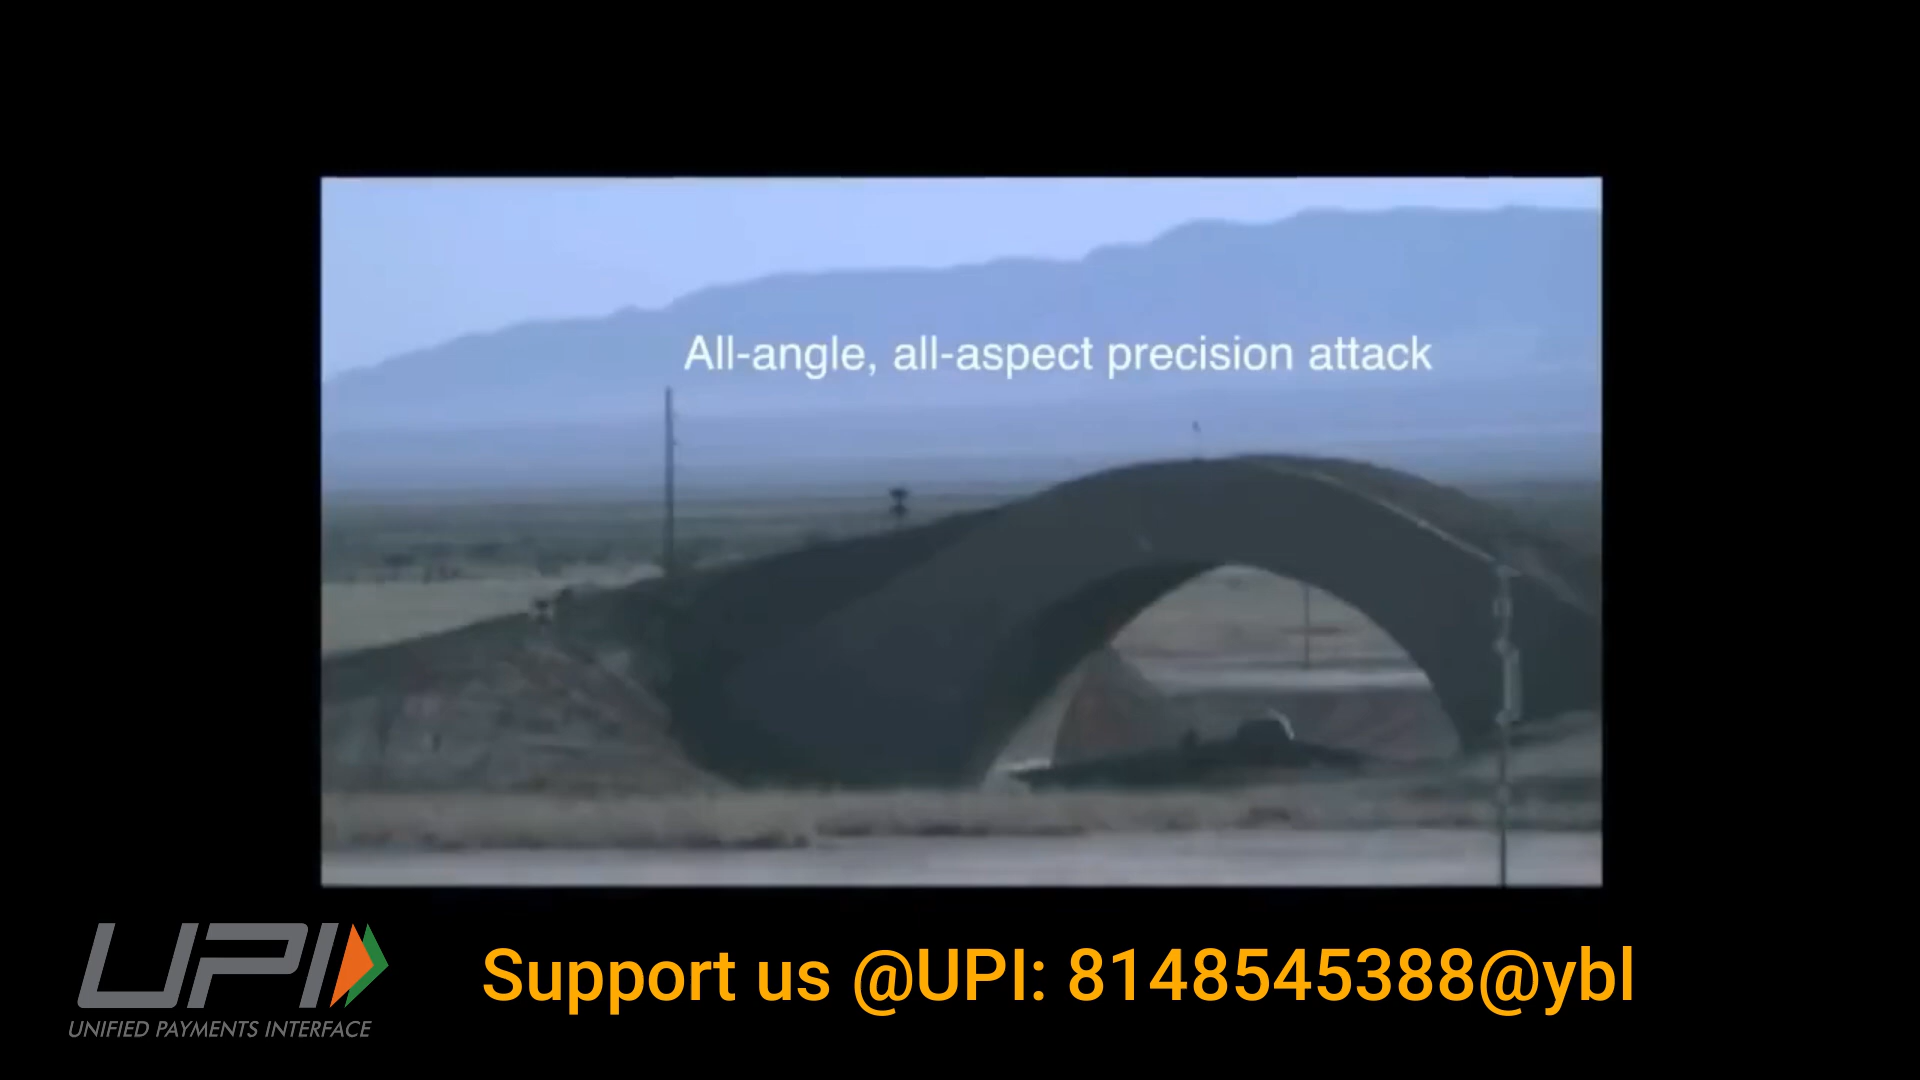 All-angle, all-aspect precision attack
UPI
UNIFIED PAYMENTS INTERFACE
Support us @UPI: 8148545388@ybl